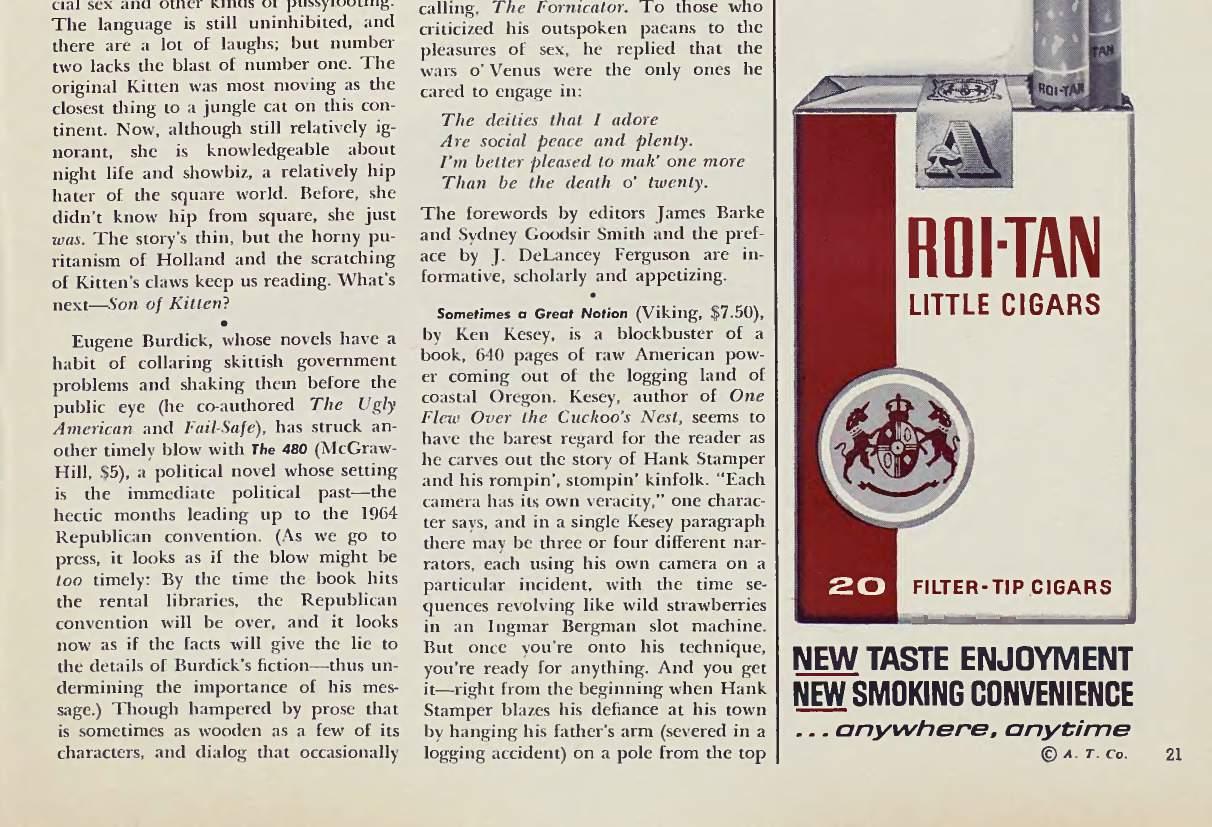 cial sex and other kinds of pussyfooting.
The language is still uninhibited, and
there are a lot of laughs; but number
two lacks the blast of number one. The
original Kitten was most moving as the
closest thing to a jungle cat on this con-
tinent. Now, although still relatively ig-
norant, she is knowledgeable about
night life and showbiz, a relatively hip
hater of the square world. Before, she
didn't know hip from square, she just
was. The story's thin, but the horny pu-
ritanism of Holland and the scratching
of Kitten's claws keep us reading. What's
next—Son of Kitten?
•
Eugene Burdick, whose novels have a
habit of collaring skittish government
problems and shaking them before the
public eye (he co-authored The Ugly
American and Fail-Safe), has struck an-
other timely blow with The 480 (McGraw-
Hill, $5), a political novel whose setting
is the immediate political past—the
hectic months leading up to the 1964
Republican convention. (As we go to
press, it looks as if the blow might be
too timely: By the time the book hits
the rental libraries, the Republican
convention will be over, and it looks
now as if the facts will give the lie to
the details of Burdick's fiction—thus un-
dermining the importance of his mes-
sage.) Though hampered by prose that
is sometimes as wooden as a few of its
characters, and dialog that occasionally
calling, The Fornicator. To those who
criticized his outspoken paeans to the
pleasures of sex, he replied that the
wars o' Venus were the only ones he
cared to engage in:
The deities that I adore
Are social peace and plenty.
I'm better pleased to mak' one more
Than be the death o' twenty.
The forewords by editors James Barke
and Sydney Goodsir Smith and the pref-
ace by J. DeLancey Ferguson are in-
formative, scholarly and appetizing.
•
Sometimes a Great Notion (Viking, $7.50),
by Ken Kesey, is a blockbuster of a
book, 640 pages of raw American pow-
er coming out of the logging land of
coastal Oregon. Kesey, author of One
Flew Over the Cuckoo's Nest, seems to
have the barest regard for the reader as
he carves out the story of Hank Stamper
and his rompin', stompin' kinfolk. "Each
camera has its own veracity," one charac-
ter says, and in a single Kesey paragraph
there may be three or four different nar-
rators, each using his own camera on a
particular incident, with the time se-
quences revolving like wild strawberries
in an Ingmar Bergman slot machine.
But once you're onto his technique,
you're ready for anything. And you get
it—right from the beginning when Hank
Stamper blazes his defiance at his town
by hanging his father's arm (severed in a
logging accident) on a pole from the top
TAN
ROI-TAN
A
ROI-TAN
LITTLE CIGARS
20 FILTER-TIP CIGARS
NEW TASTE ENJOYMENT
NEW SMOKING CONVENIENCE
...anywhere, anytime
© A. T. Co.
21